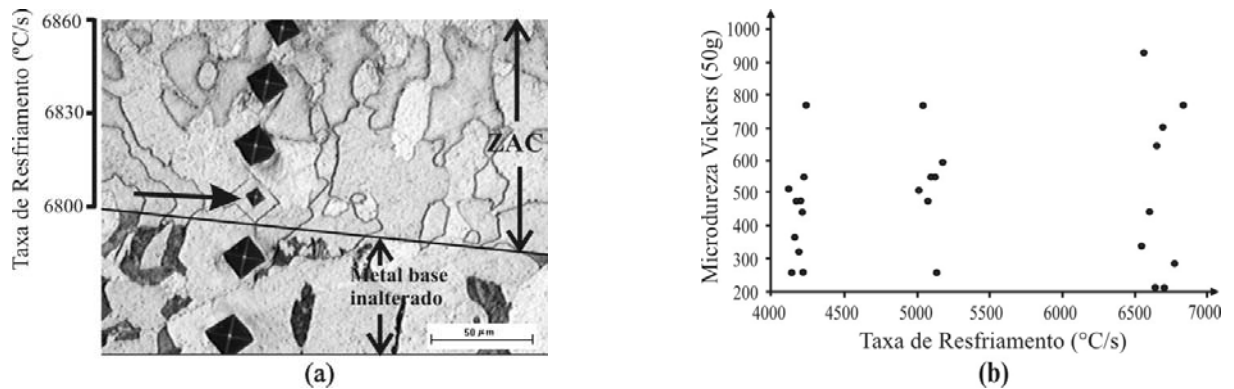 Taxa de Resfriamento (ºC/s)
6860
6830
6800
ZAC
Metal base
inalterado
50 µm
(a)
Microdureza Vickers (50g)
1000
900
800
700
600
500
400
300
200
4000
4500
5000
5500
6000
6500
7000
Taxa de Resfriamento (°C/s)
(b)